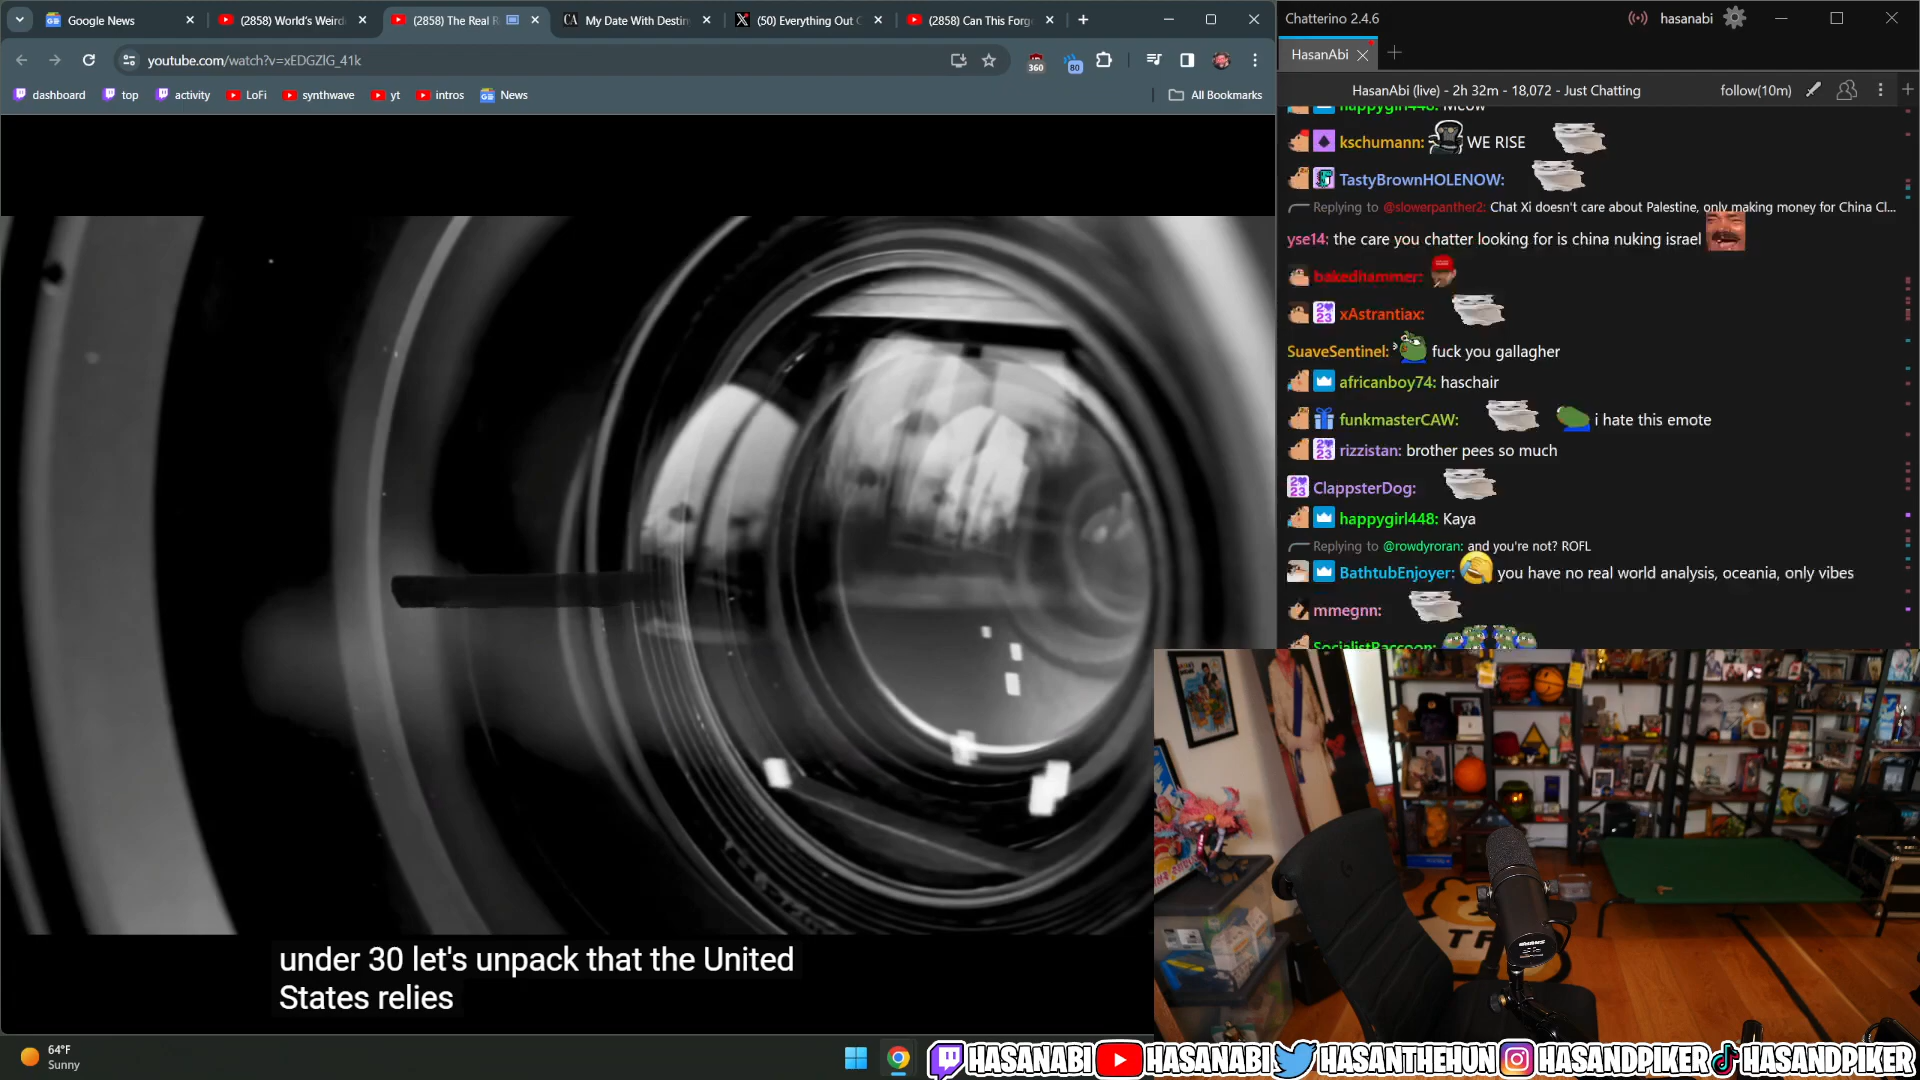 Google News
(2858) World's Weird
(2858) The Real R
CA
My Date With Destin
(50) Everything Out O
(2858) Can This Forg
Chatterino 2.4.6
hasanabi
youtube.com/watch?v=xEDGZlG_41k
360
80
HasanAbi
dashboard
top
activity
LoFi
synthwave
yt
intros
News
All Bookmarks
HasanAbi (live) - 2h 32m - 18,072 - Just Chatting
follow(10m)
happygirl448: Meow
kschumann: WE RISE
TastyBrownHOLENOW:
Replying to @slowerpanther2: Chat Xi doesn't care about Palestine, only making money for China Cl...
yse14: the care you chatter looking for is china nuking israel
bakedhammer:
xAstrantiax:
SuaveSentinel: fuck you gallagher
africanboy74: haschair
funkmasterCAW: i hate this emote
rizzistan: brother pees so much
ClappsterDog:
happygirl448: Kaya
Replying to @rowdyroran: and you're not? ROFL
BathtubEnjoyer: you have no real world analysis, oceania, only vibes
mmegnn:
SocialistRaccoon:
under 30 let's unpack that the United
States relies
64°F
Sunny
HASANABI
HASANABI
HASANTHEHUN
HASANDPIKER
HASANDPIKER